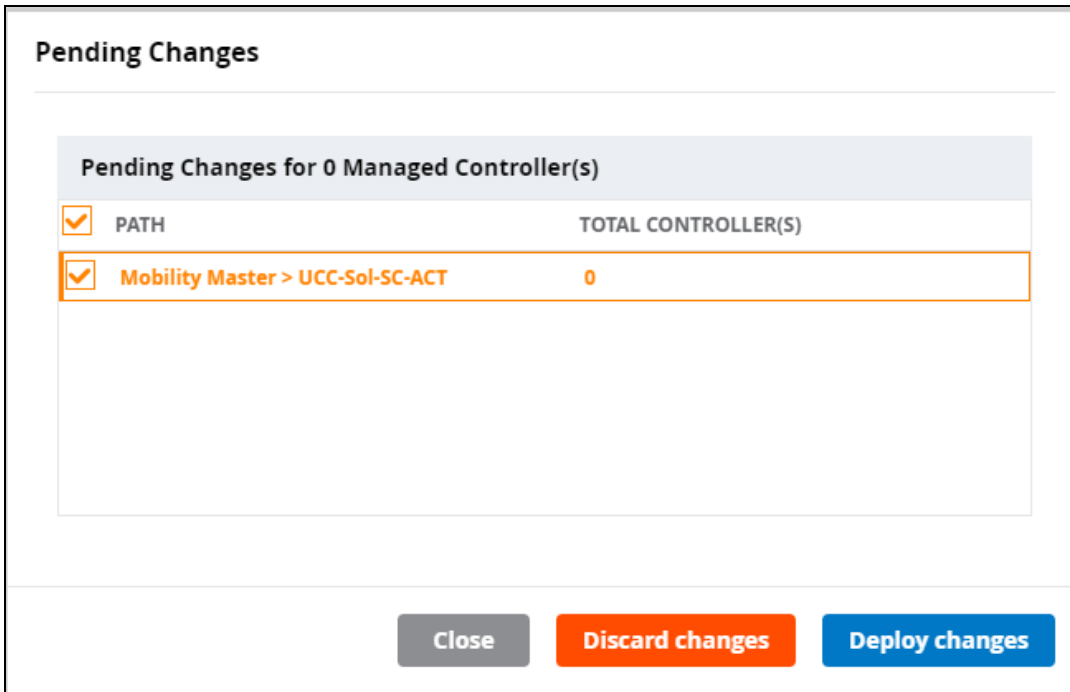 Pending Changes
Pending Changes for 0 Managed Controller(s)
PATH TOTAL CONTROLLER(S)
Mobility Master > UCC-Sol-SC-ACT 0
Close Discard changes Deploy changes